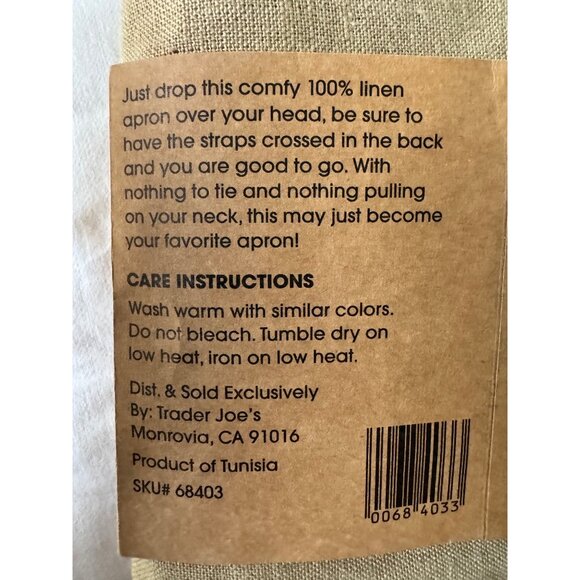 Just drop this comfy 100% linen
apron over your head, be sure to
have the straps crossed in the back
and you are good to go. With
nothing to tie and nothing pulling
on your neck, this may just become
your favorite apron!
CARE INSTRUCTIONS
Wash warm with similar colors.
Do not bleach. Tumble dry on
low heat, iron on low heat.
Dist. & Sold Exclusively
By: Trader Joe's
Monrovia, CA 91016
Product of Tunisia
SKU# 68403
0068 4033